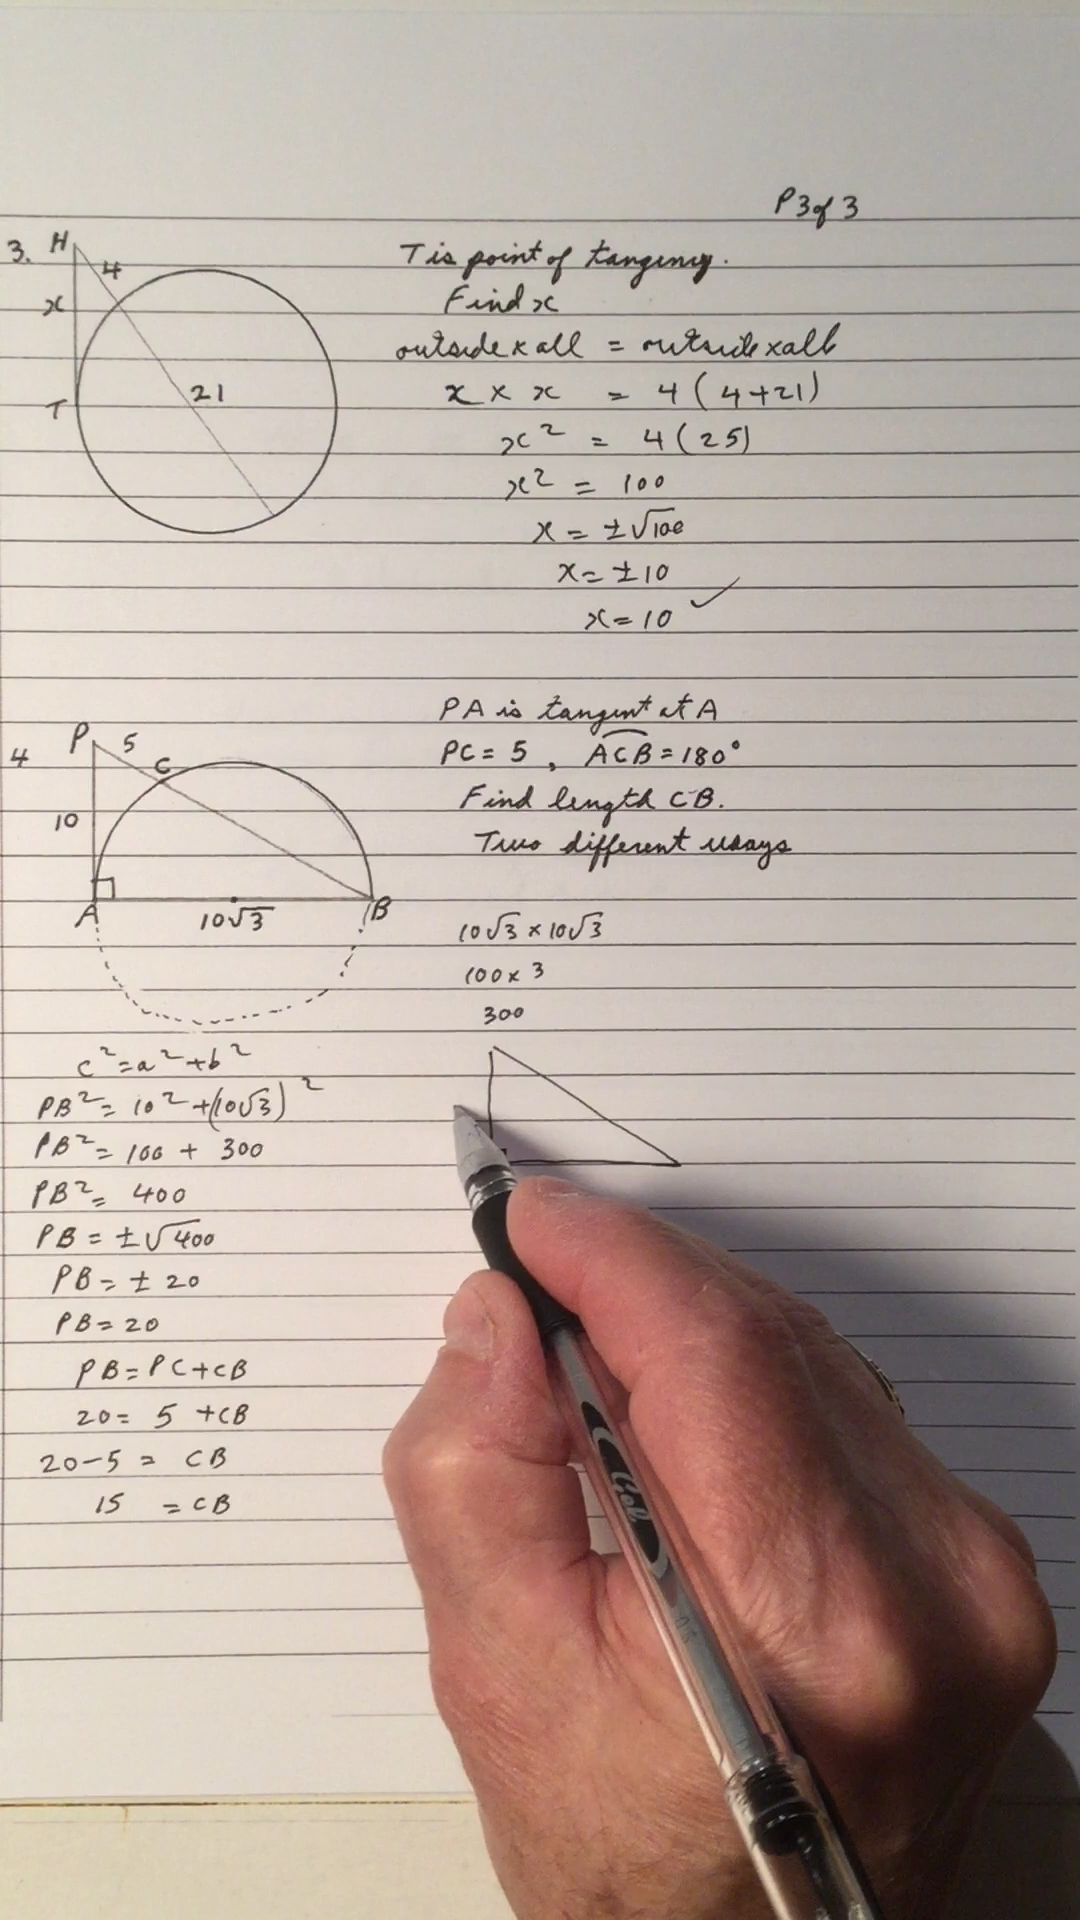 P3of 3
3.
H
4
x
T
21
T is point of tangency.
Find x
outside x all = outside x all
x × x = 4 ( 4+21)
x² = 4 ( 25)
x² = 100
x = ±√100
x = ±10
x = 10 ✓
4
P
5
C
10
A
10√3
B
PA is tangent at A
PC = 5 , ACB = 180°
Find length CB.
Two different ways
10√3 × 10√3
100 × 3
300
c² = a² + b²
PB² = 10² + (10√3)²
PB² = 100 + 300
PB² = 400
PB = ±√400
PB = ± 20
PB = 20
PB = PC + CB
20 = 5 + CB
20 - 5 = CB
15 = CB
Gel